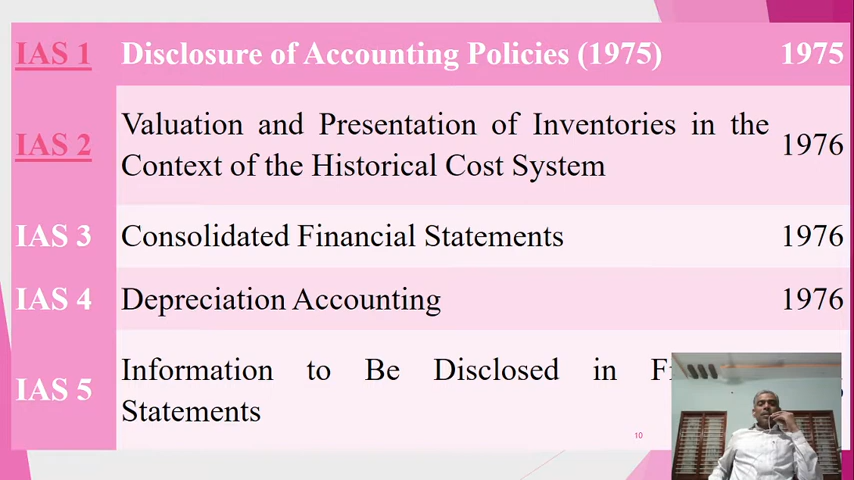 IAS 1 Disclosure of Accounting Policies (1975) 1975
IAS 2 Valuation and Presentation of Inventories in the 1976
Context of the Historical Cost System
IAS 3 Consolidated Financial Statements 1976
IAS 4 Depreciation Accounting 1976
IAS 5 Information to Be Disclosed in
Statements
10